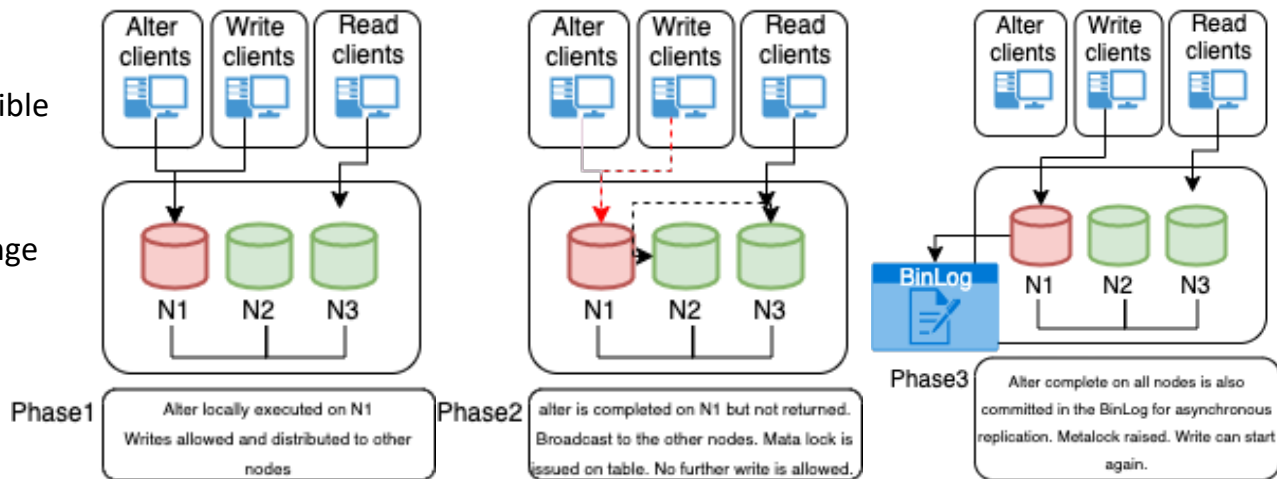 ible
nge
Alter
clients
Write
clients
Read
clients
N1
N2
N3
Phase1
Alter locally executed on N1
Writes allowed and distributed to other
nodes
Alter
clients
Write
clients
Read
clients
N1
N2
N3
Phase2
alter is completed on N1 but not returned.
Broadcast to the other nodes. Mata lock is
issued on table. No further write is allowed.
Alter
clients
Write
clients
Read
clients
BinLog
N1
N2
N3
Phase3
Alter complete on all nodes is also
committed in the BinLog for asynchronous
replication. Metalock raised. Write can start
again.